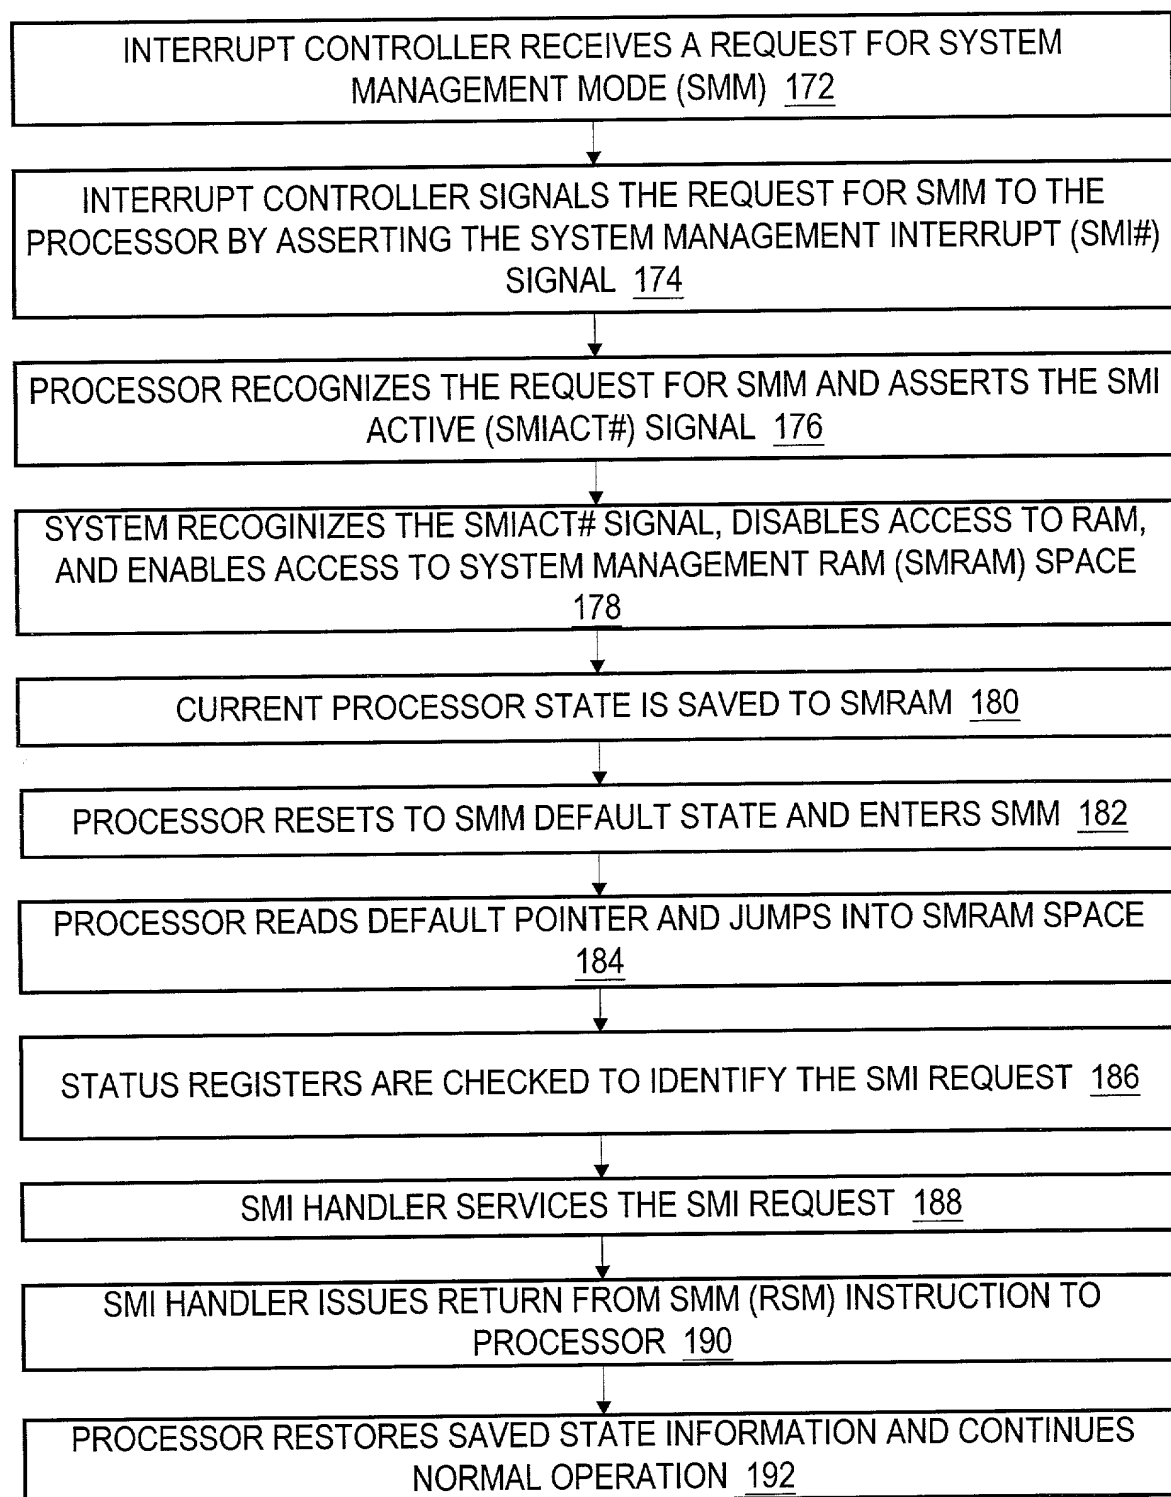 INTERRUPT CONTROLLER RECEIVES A REQUEST FOR SYSTEM
MANAGEMENT MODE (SMM) 172
INTERRUPT CONTROLLER SIGNALS THE REQUEST FOR SMM TO THE
PROCESSOR BY ASSERTING THE SYSTEM MANAGEMENT INTERRUPT (SMI#)
SIGNAL 174
PROCESSOR RECOGNIZES THE REQUEST FOR SMM AND ASSERTS THE SMI
ACTIVE (SMIACT#) SIGNAL 176
SYSTEM RECOGINIZES THE SMIACT# SIGNAL, DISABLES ACCESS TO RAM,
AND ENABLES ACCESS TO SYSTEM MANAGEMENT RAM (SMRAM) SPACE
178
CURRENT PROCESSOR STATE IS SAVED TO SMRAM 180
PROCESSOR RESETS TO SMM DEFAULT STATE AND ENTERS SMM 182
PROCESSOR READS DEFAULT POINTER AND JUMPS INTO SMRAM SPACE
184
STATUS REGISTERS ARE CHECKED TO IDENTIFY THE SMI REQUEST 186
SMI HANDLER SERVICES THE SMI REQUEST 188
SMI HANDLER ISSUES RETURN FROM SMM (RSM) INSTRUCTION TO
PROCESSOR 190
PROCESSOR RESTORES SAVED STATE INFORMATION AND CONTINUES
NORMAL OPERATION 192